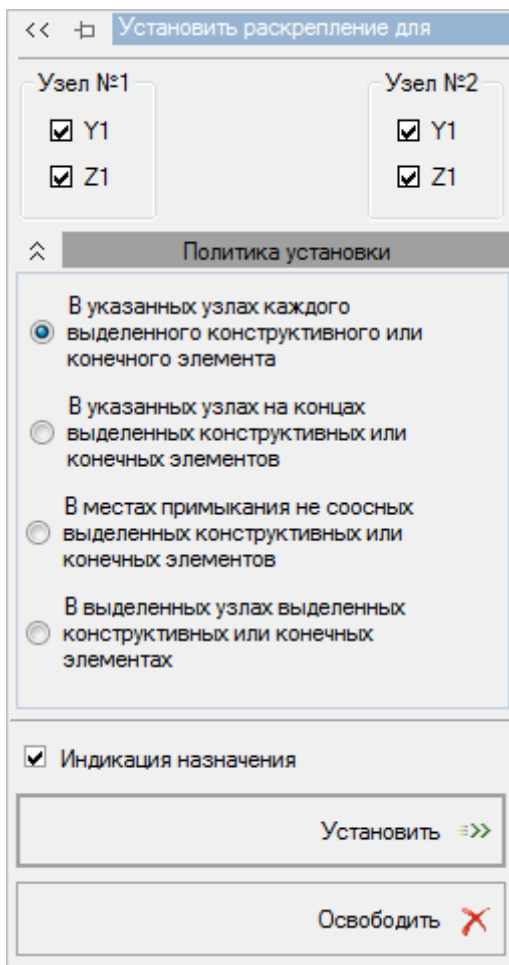 << Установить раскрепление для
Узел №1 Узел №2
Y1 Y1
Z1 Z1
Политика установки
В указанных узлах каждого
выделенного конструктивного или
конечного элемента
В указанных узлах на концах
выделенных конструктивных или
конечных элементов
В местах примыкания не соосных
выделенных конструктивных или
конечных элементов
В выделенных узлах выделенных
конструктивных или конечных
элементах
Индикация назначения
Установить
Освободить